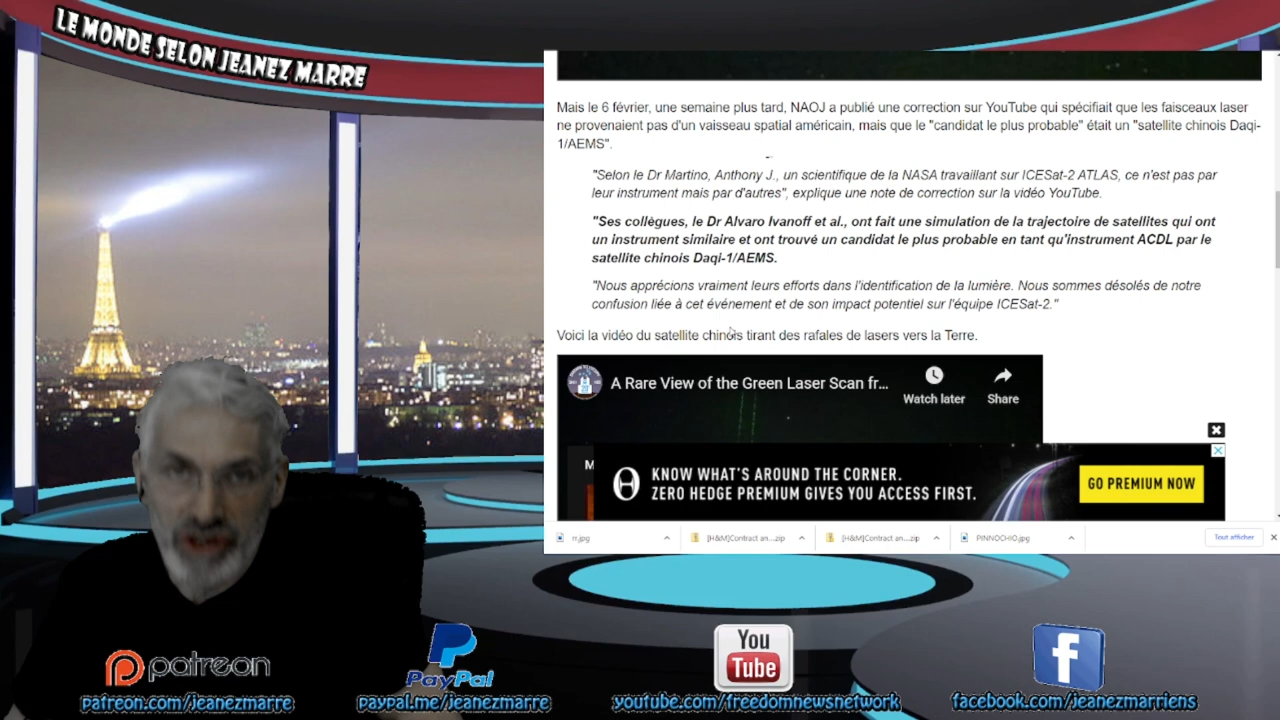 LE MONDE SELON JEANEZ MARRE
Mais le 6 février, une semaine plus tard, NAOJ a publié une correction sur YouTube qui spécifiait que les faisceaux laser
ne provenaient pas d'un vaisseau spatial américain, mais que le "candidat le plus probable" était un "satellite chinois Daqi-
1/AEMS".
"Selon le Dr Martino, Anthony J., un scientifique de la NASA travaillant sur ICESat-2 ATLAS, ce n'est pas par
leur instrument mais par d'autres", explique une note de correction sur la vidéo YouTube.
"Ses collègues, le Dr Alvaro Ivanoff et al., ont fait une simulation de la trajectoire de satellites qui ont
un instrument similaire et ont trouvé un candidat le plus probable en tant qu'instrument ACDL par le
satellite chinois Daqi-1/AEMS.
"Nous apprécions vraiment leurs efforts dans l'identification de la lumière. Nous sommes désolés de notre
confusion liée à cet événement et de son impact potentiel sur l'équipe ICESat-2."
Voici la vidéo du satellite chinois tirant des rafales de lasers vers la Terre.
A Rare View of the Green Laser Scan fr...
Watch later
Share
M
KNOW WHAT'S AROUND THE CORNER.
ZERO HEDGE PREMIUM GIVES YOU ACCESS FIRST.
GO PREMIUM NOW
rr.jpg
[H&M]Contract an....zip
[H&M]Contract an....zip
PINNOCHIO.jpg
Tout afficher
patreon
PayPal
You
Tube
patreon.com/jeanezmarre
paypal.me/jeanezmarre
youtube.com/freedomnewsnetwork
facebook.com/jeanezmarriens